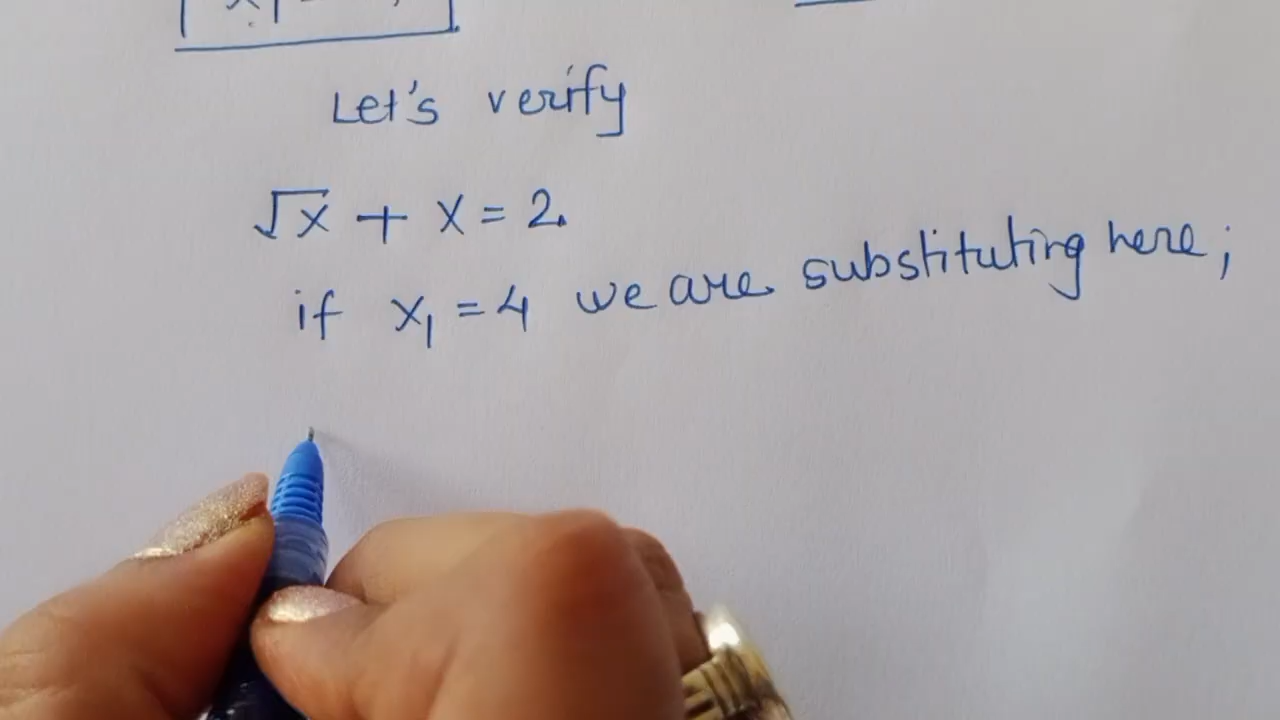 Let's verify
√x + x = 2
if x₁ = 4 we are substituting here;